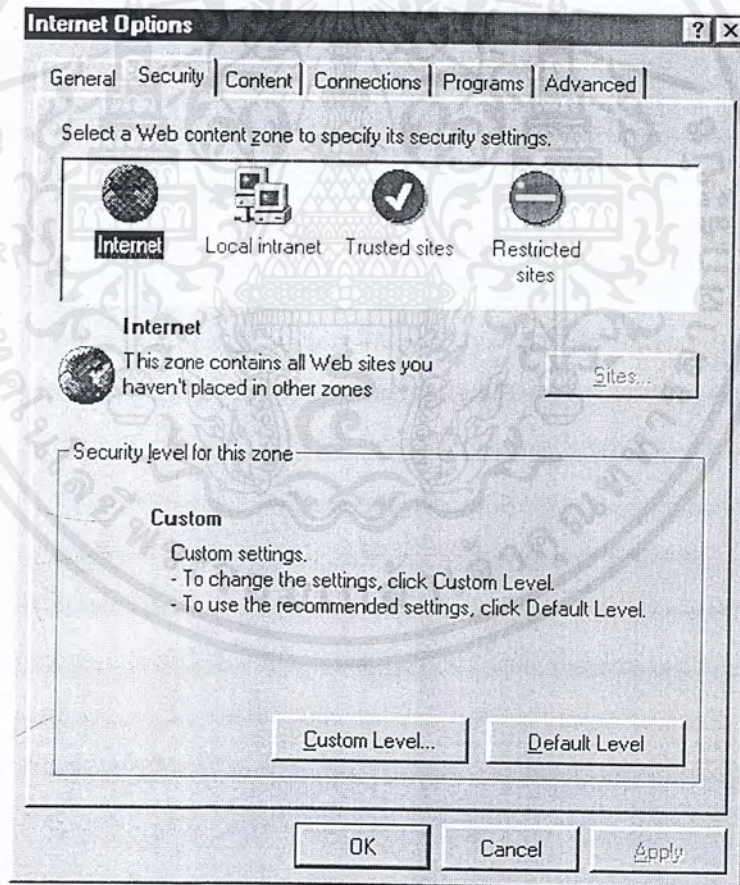 Internet Options
General Security Content Connections Programs Advanced
Select a Web content zone to specify its security settings.
Internet Local intranet Trusted sites Restricted sites
Internet
This zone contains all Web sites you
haven't placed in other zones
Sites...
Security level for this zone
Custom
Custom settings.
- To change the settings, click Custom Level.
- To use the recommended settings, click Default Level.
Custom Level... Default Level
OK Cancel Apply